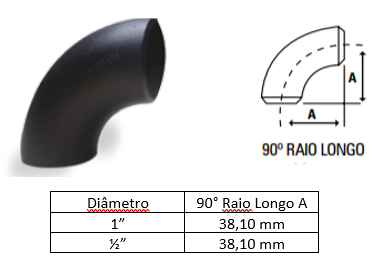 A
A
90º RAIO LONGO
Diâmetro 90° Raio Longo A
1” 38,10 mm
½” 38,10 mm